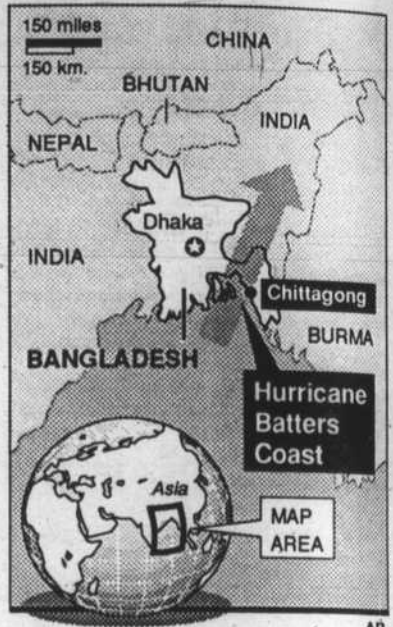 150 miles
150 km.
CHINA
BHUTAN
INDIA
NEPAL
Dhaka
INDIA
Chittagong
BURMA
BANGLADESH
Hurricane
Batters
Coast
Asia
MAP
AREA
AP